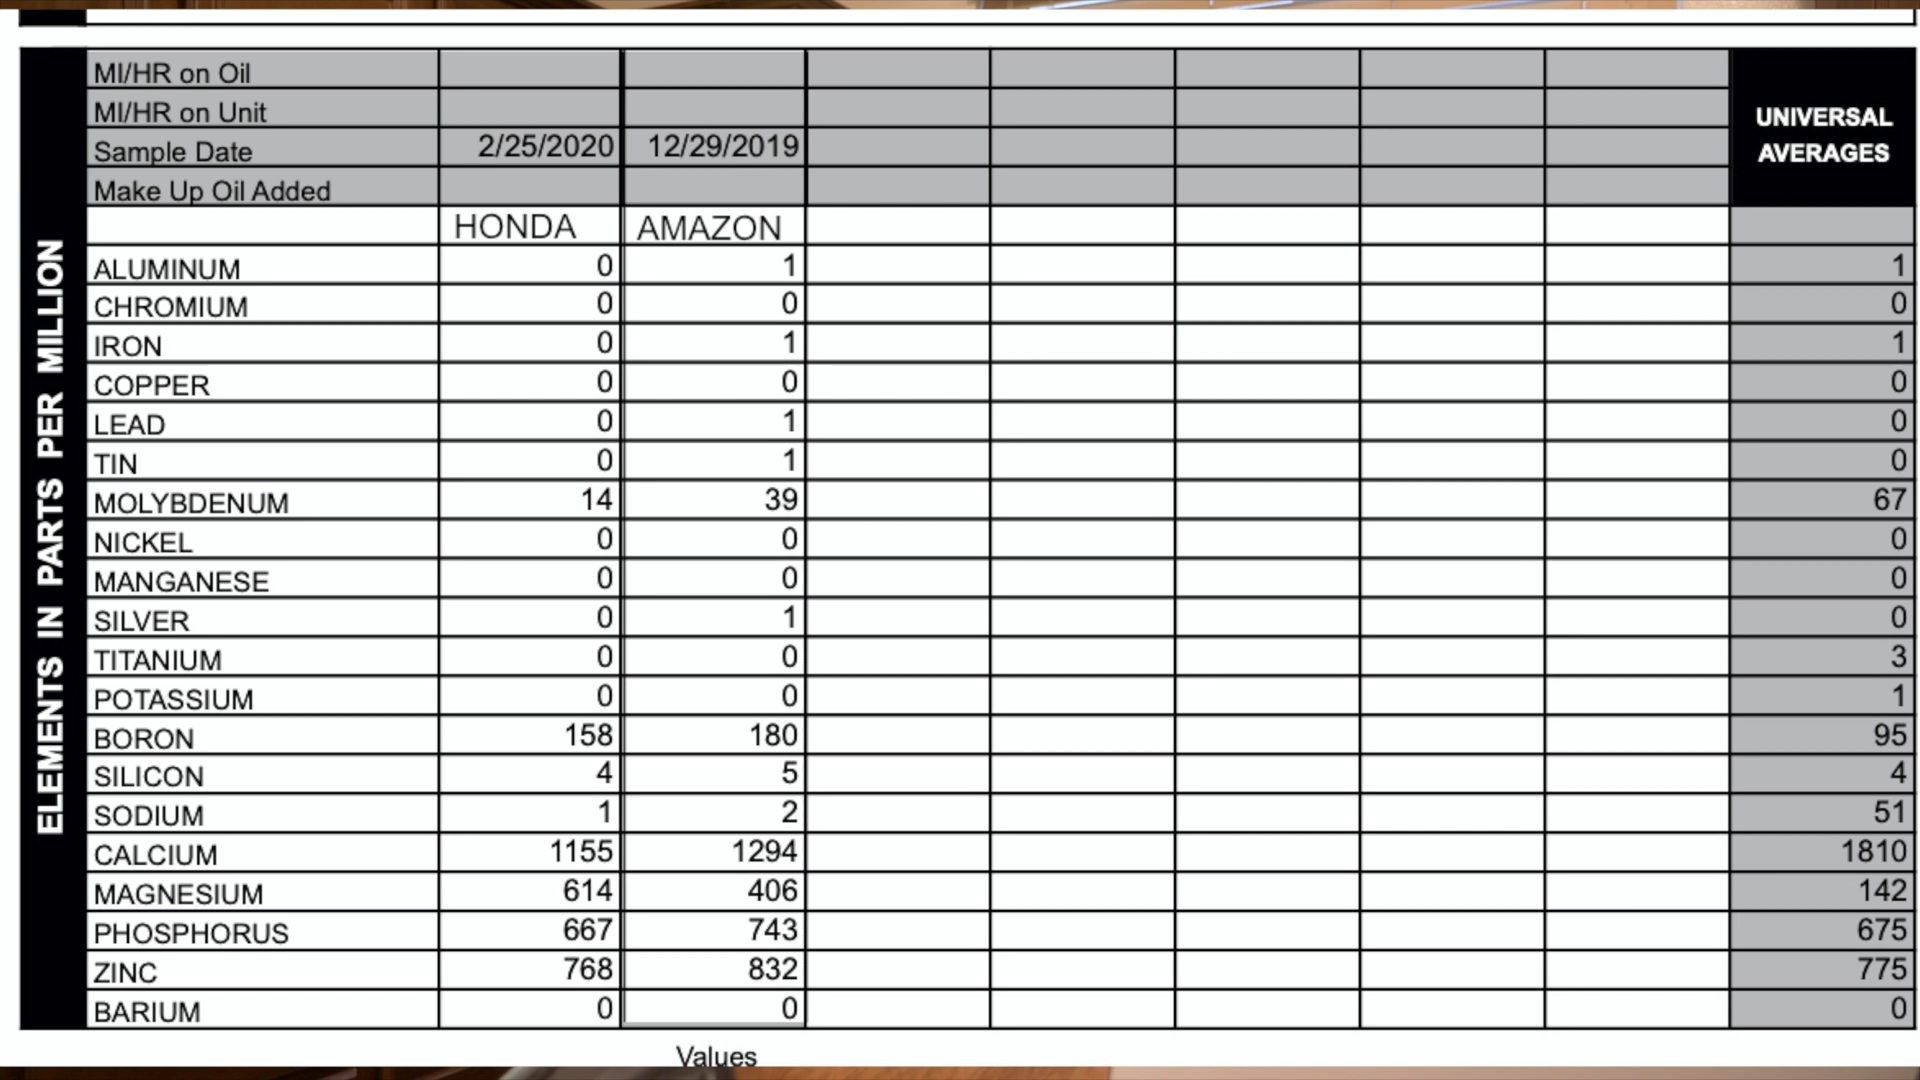 MI/HR on Oil
MI/HR on Unit
Sample Date 2/25/2020 12/29/2019
Make Up Oil Added
UNIVERSAL
AVERAGES
ELEMENTS IN PARTS PER MILLION
HONDA AMAZON
ALUMINUM 0 1 1
CHROMIUM 0 0 0
IRON 0 1 1
COPPER 0 0 0
LEAD 0 1 0
TIN 0 1 0
MOLYBDENUM 14 39 67
NICKEL 0 0 0
MANGANESE 0 0 0
SILVER 0 1 0
TITANIUM 0 0 3
POTASSIUM 0 0 1
BORON 158 180 95
SILICON 4 5 4
SODIUM 1 2 51
CALCIUM 1155 1294 1810
MAGNESIUM 614 406 142
PHOSPHORUS 667 743 675
ZINC 768 832 775
BARIUM 0 0 0
Values